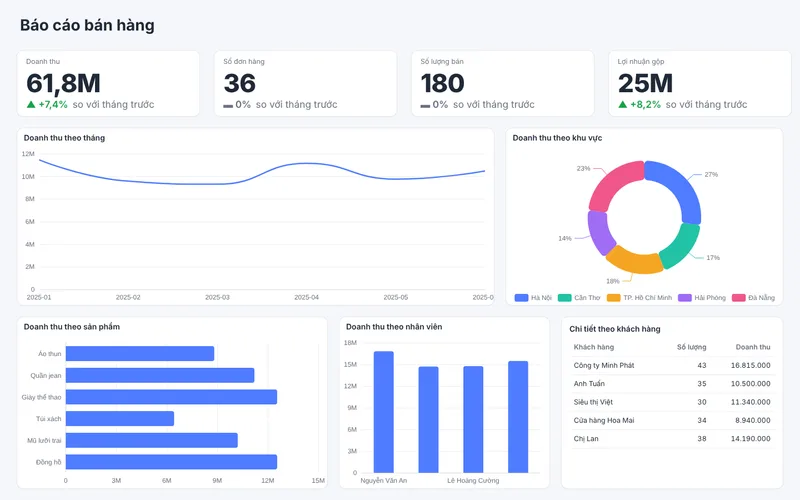 Báo cáo bán hàng
Doanh thu
61,8M
▲ +7,4% so với tháng trước
Số đơn hàng
36
▬ 0% so với tháng trước
Số lượng bán
180
▬ 0% so với tháng trước
Lợi nhuận gộp
25M
▲ +8,2% so với tháng trước
Doanh thu theo tháng
12M
10M
8M
6M
4M
2M
0
2025-01 2025-02 2025-03 2025-04 2025-05 2025-0
Doanh thu theo khu vực
23%
27%
14%
17%
18%
Hà Nội Cần Thơ TP. Hồ Chí Minh Hải Phòng Đà Nẵng
Doanh thu theo sản phẩm
Áo thun
Quần jean
Giày thể thao
Túi xách
Mũ lưỡi trai
Đồng hồ
0 3M 6M 9M 12M 15M
Doanh thu theo nhân viên
18M
15M
12M
9M
6M
3M
0
Nguyễn Văn An Lê Hoàng Cường
Chi tiết theo khách hàng
Khách hàng Số lượng Doanh thu
Công ty Minh Phát 43 16.815.000
Anh Tuấn 35 10.500.000
Siêu thị Việt 30 11.340.000
Cửa hàng Hoa Mai 34 8.940.000
Chị Lan 38 14.190.000